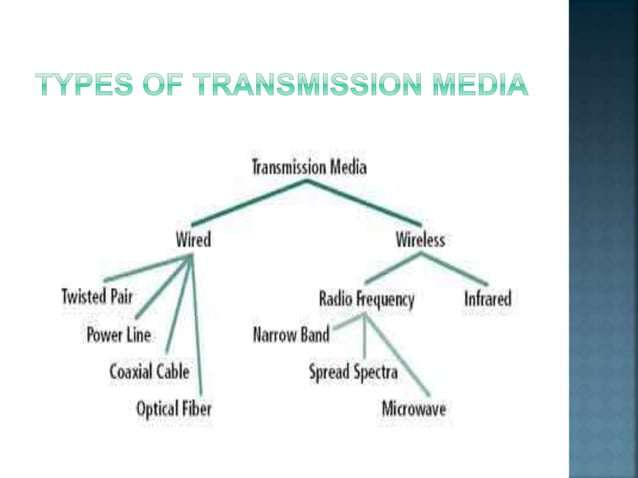 TYPES OF TRANSMISSION MEDIA
Transmission Media
Wired
Wireless
Twisted Pair
Radio Frequency
Infrared
Power Line
Narrow Band
Coaxial Cable
Spread Spectra
Optical Fiber
Microwave